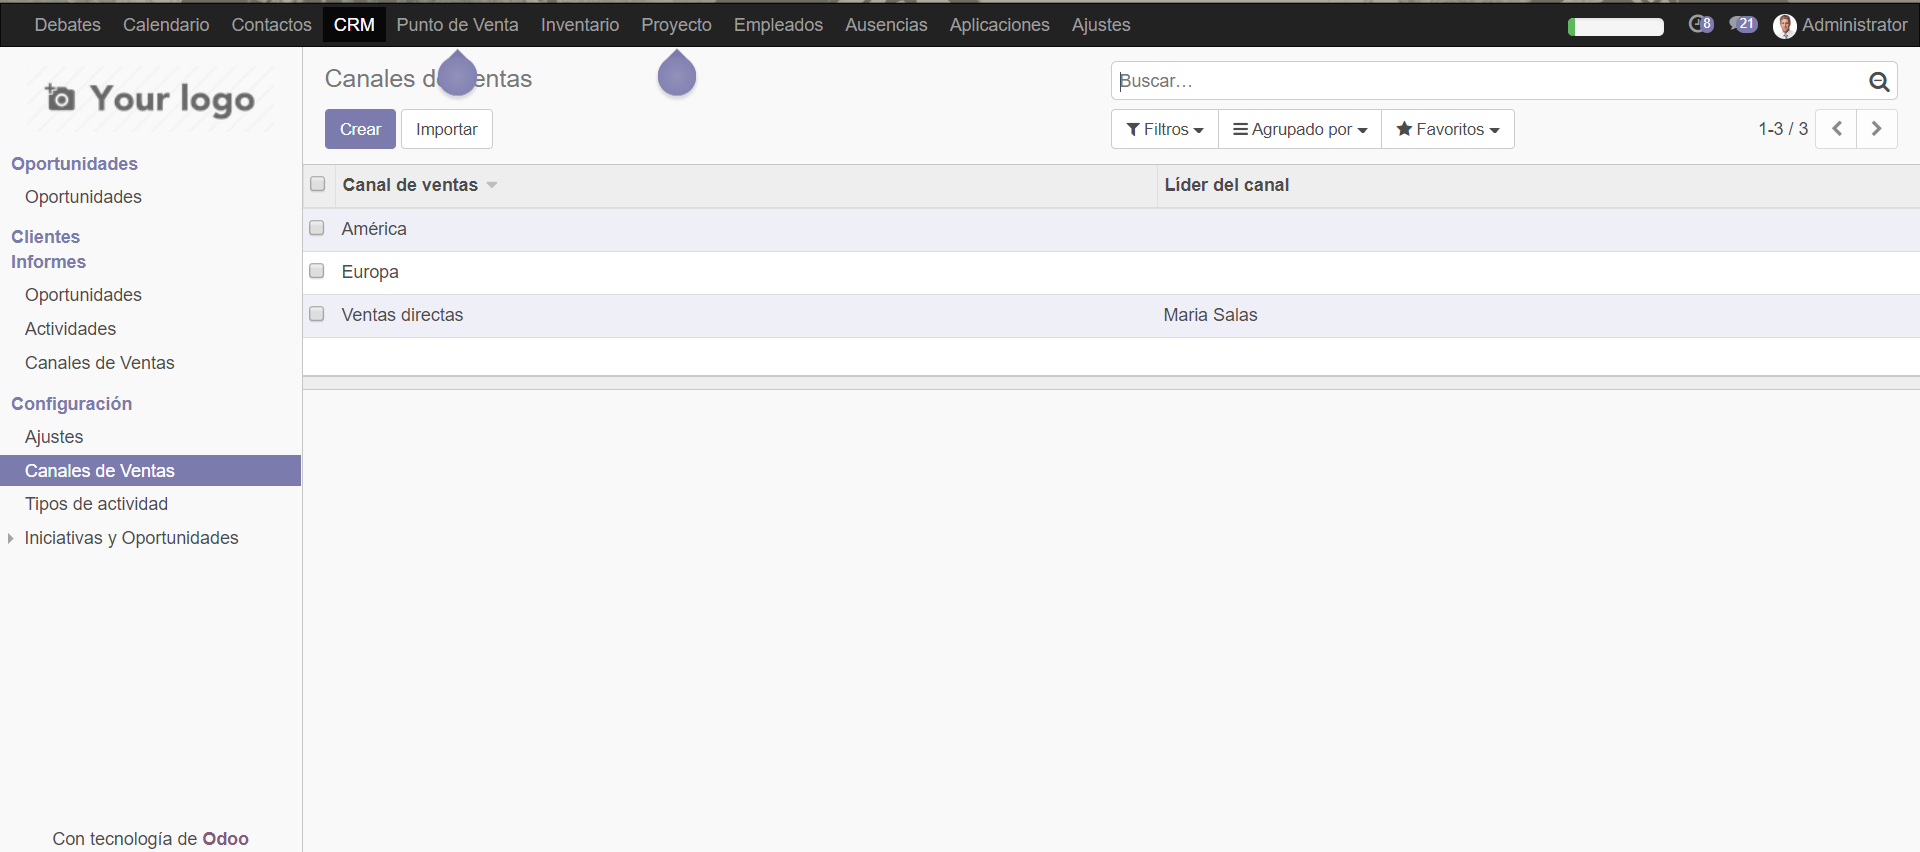 Debates Calendario Contactos CRM Punto de Venta Inventario Proyecto Empleados Ausencias Aplicaciones Ajustes 8 21 Administrator
Your logo
Oportunidades
Oportunidades
Clientes
Informes
Oportunidades
Actividades
Canales de Ventas
Configuración
Ajustes
Canales de Ventas
Tipos de actividad
Iniciativas y Oportunidades
Con tecnología de Odoo
Canales de Ventas
Buscar...
Crear Importar
Filtros Agrupado por Favoritos 1-3 / 3
Canal de ventas Líder del canal
América
Europa
Ventas directas Maria Salas